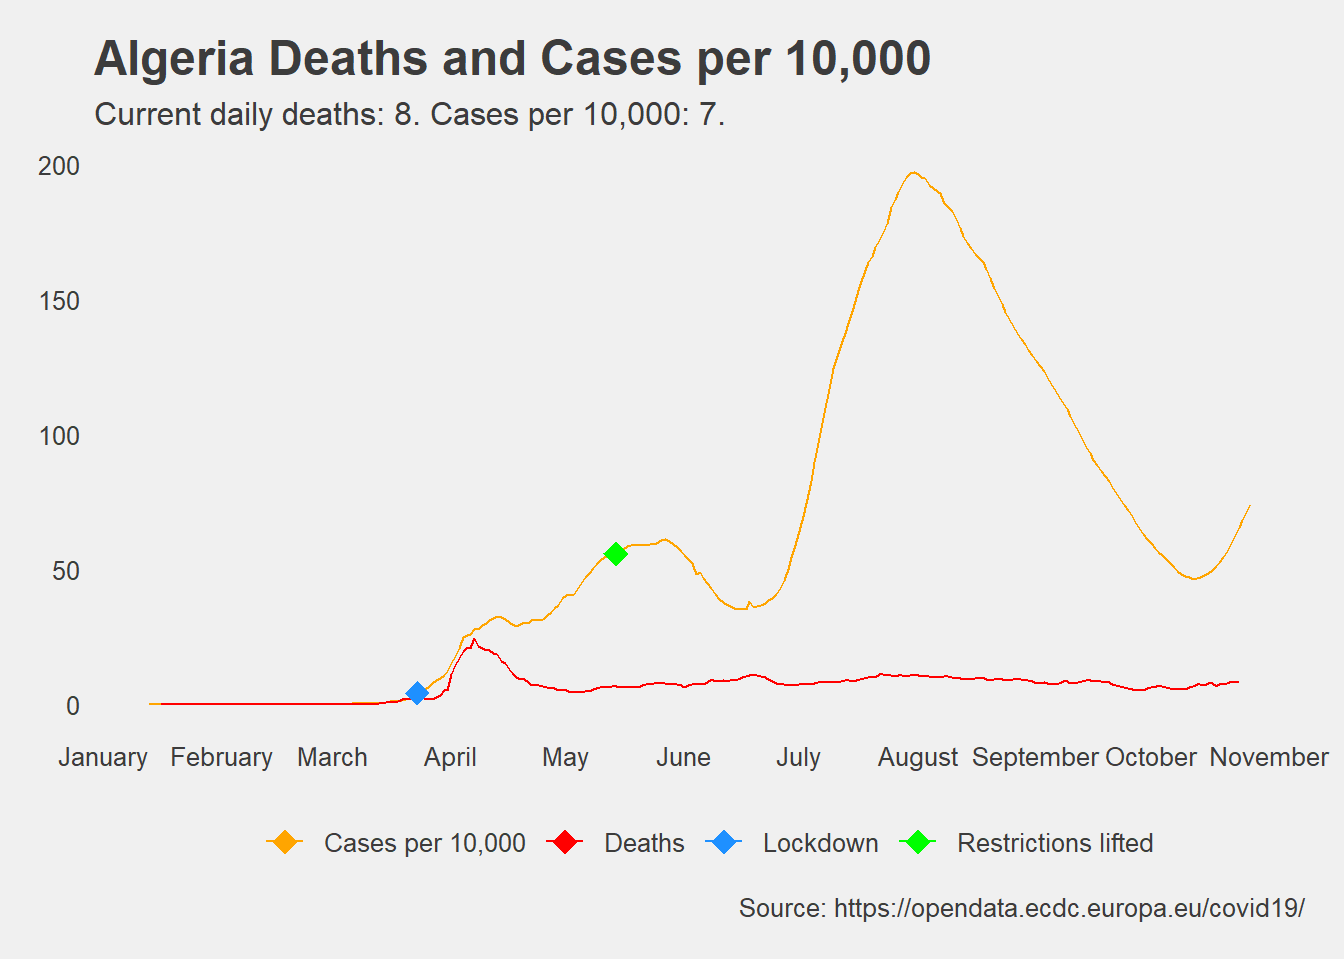 Algeria Deaths and Cases per 10,000
Current daily deaths: 8. Cases per 10,000: 7.
200
150
100
50
0
January February March April May June July August September October November
Cases per 10,000 Deaths Lockdown Restrictions lifted
Source: https://opendata.ecdc.europa.eu/covid19/